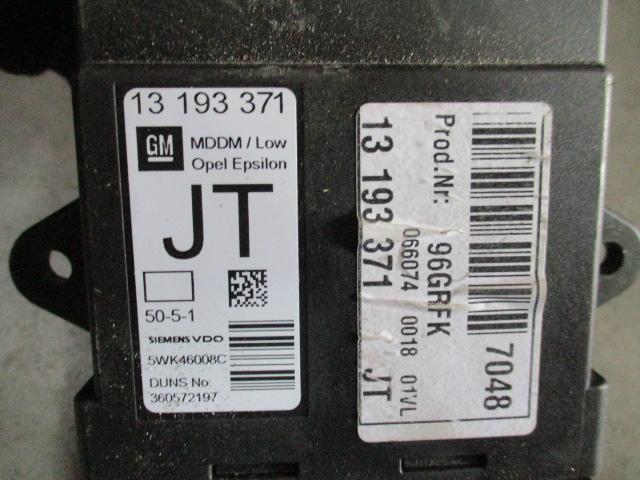 13 193 371
GM
MDDM / Low
Opel Epsilon
JT
50-5-1
SIEMENS VDO
5WK46008C
DUNS No:
360572197
7048
Prod.Nr: 96GRFK
066074 0018 01VL
13 193 371 JT